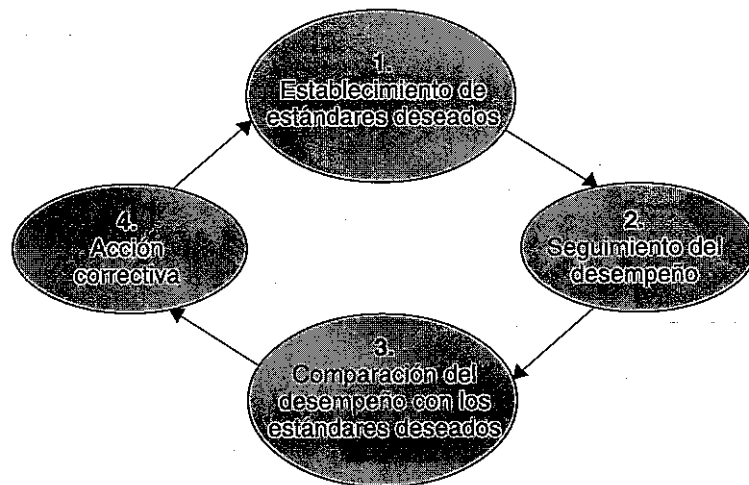 1.
Establecimiento de
estándares deseados
2.
Seguimiento del
desempeño
3.
Comparación del
desempeño con los
estándares deseados
4.
Acción
correctiva